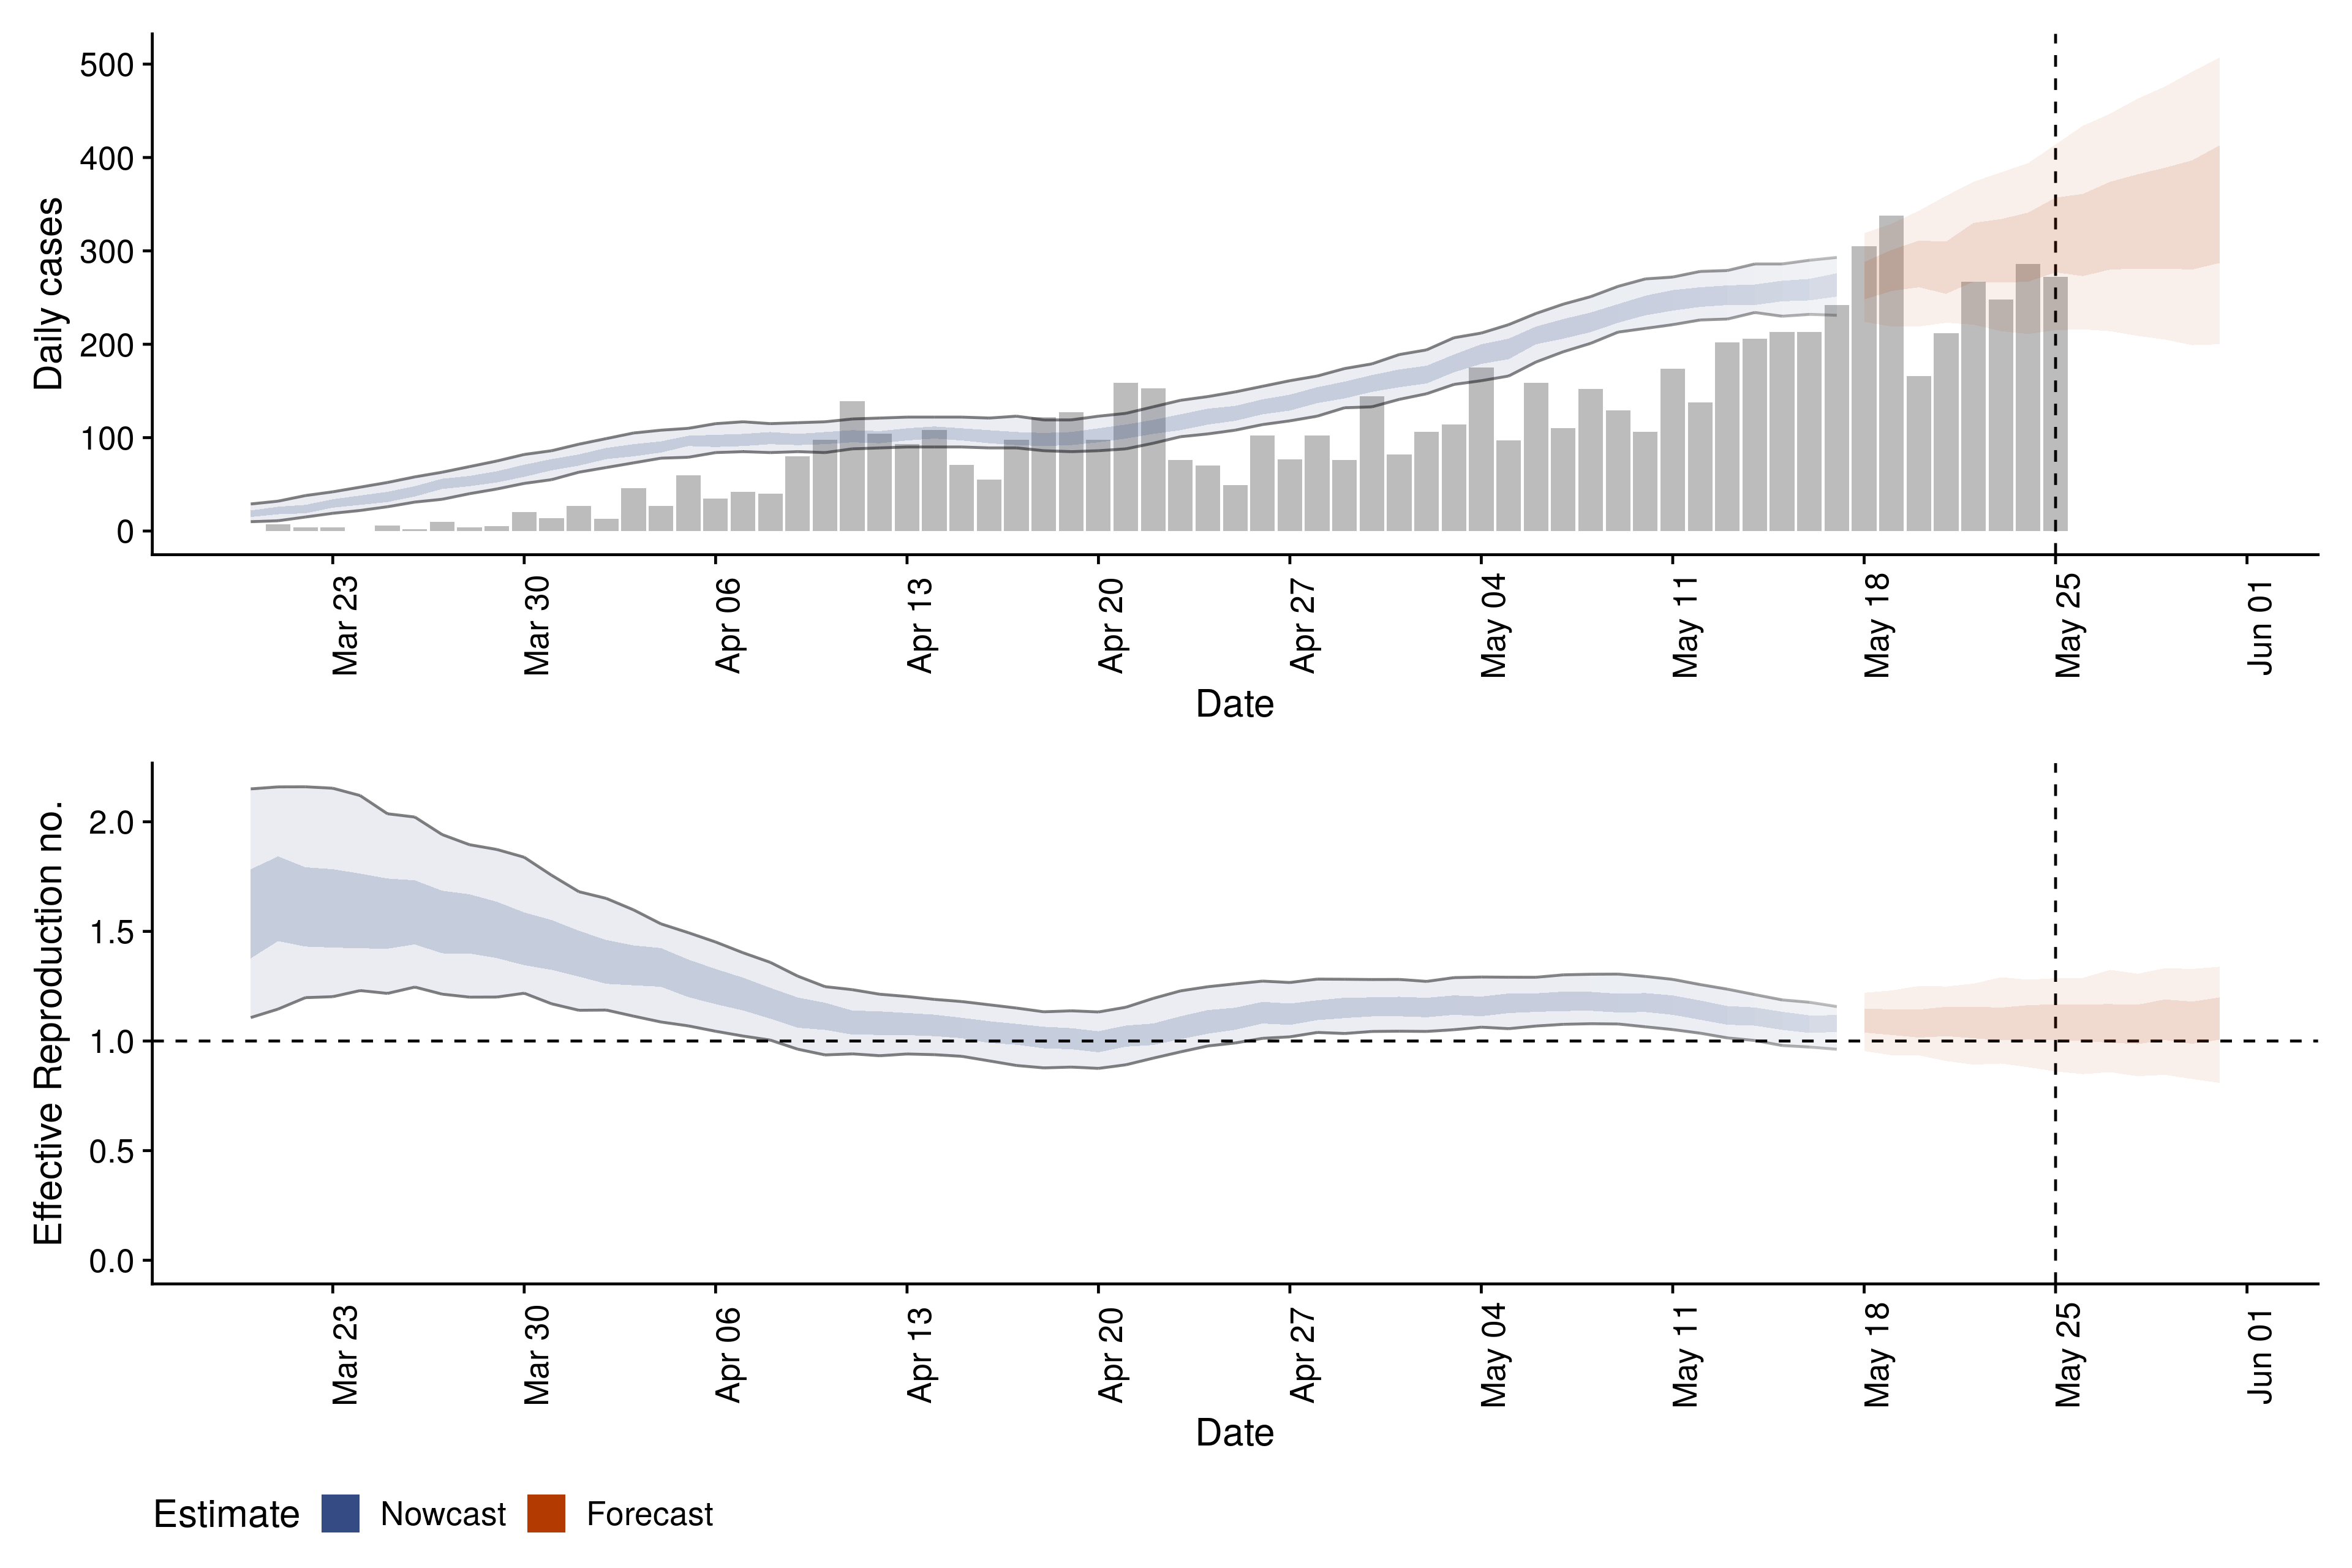 500
400
300
200
100
0
Daily cases
Mar 23
Mar 30
Apr 06
Apr 13
Apr 20
Apr 27
May 04
May 11
May 18
May 25
Jun 01
Date
2.0
1.5
1.0
0.5
0.0
Effective Reproduction no.
Mar 23
Mar 30
Apr 06
Apr 13
Apr 20
Apr 27
May 04
May 11
May 18
May 25
Jun 01
Date
Estimate Nowcast Forecast